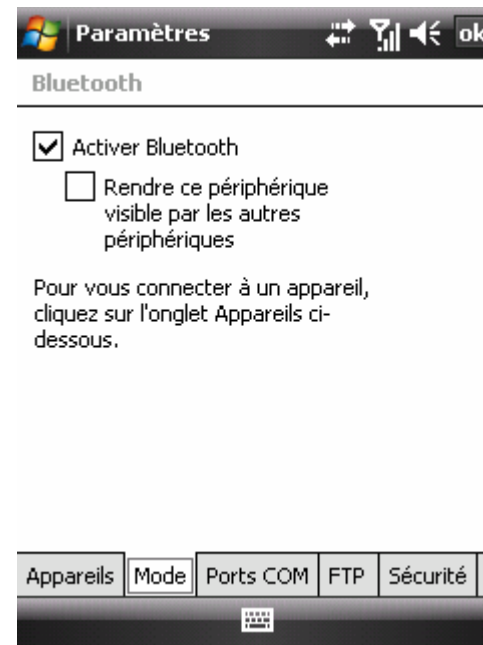 Paramètres ok
Bluetooth
Activer Bluetooth
Rendre ce périphérique
visible par les autres
périphériques
Pour vous connecter à un appareil,
cliquez sur l'onglet Appareils ci-
dessous.
Appareils Mode Ports COM FTP Sécurité